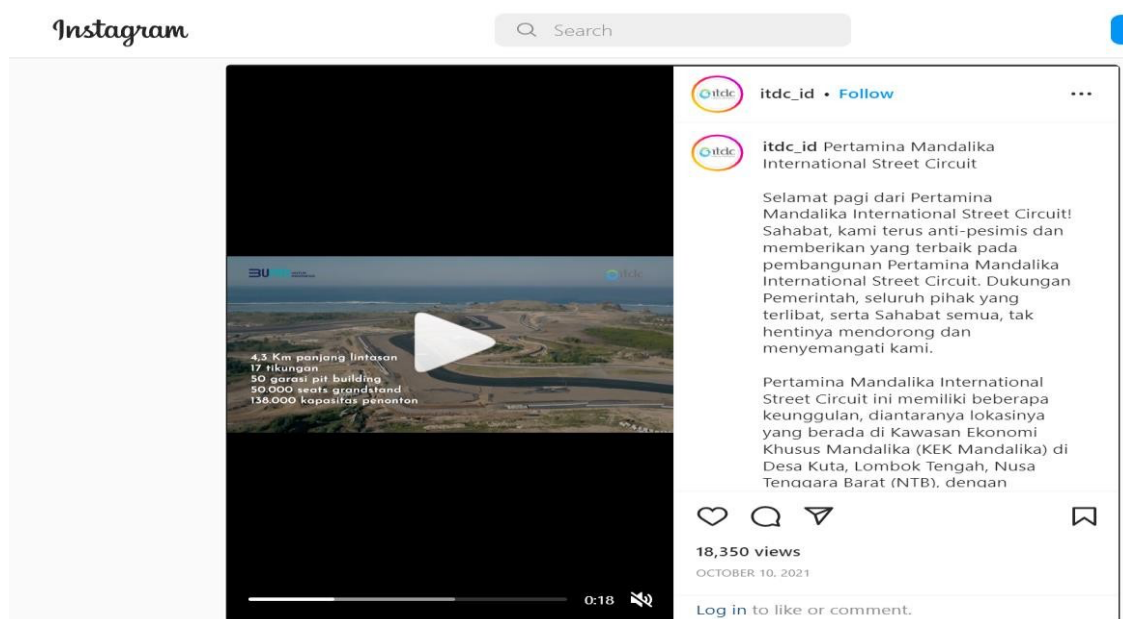 Instagram
Search
itdc
itdc_id • Follow
itdc
itdc_id Pertamina Mandalika
International Street Circuit
Selamat pagi dari Pertamina
Mandalika International Street Circuit!
Sahabat, kami terus anti-pesimis dan
memberikan yang terbaik pada
pembangunan Pertamina Mandalika
International Street Circuit. Dukungan
Pemerintah, seluruh pihak yang
terlibat, serta Sahabat semua, tak
hentinya mendorong dan
menyemangati kami.
Pertamina Mandalika International
Street Circuit ini memiliki beberapa
keunggulan, diantaranya lokasinya
yang berada di Kawasan Ekonomi
Khusus Mandalika (KEK Mandalika) di
Desa Kuta, Lombok Tengah, Nusa
Tenggara Barat (NTB), dengan
itdc
4,3 Km panjang lintasan
17 tikungan
50 garasi pit building
50.000 seats grandstand
138.000 kapasitas penonton
0:18
18,350 views
OCTOBER 10, 2021
Log in to like or comment.